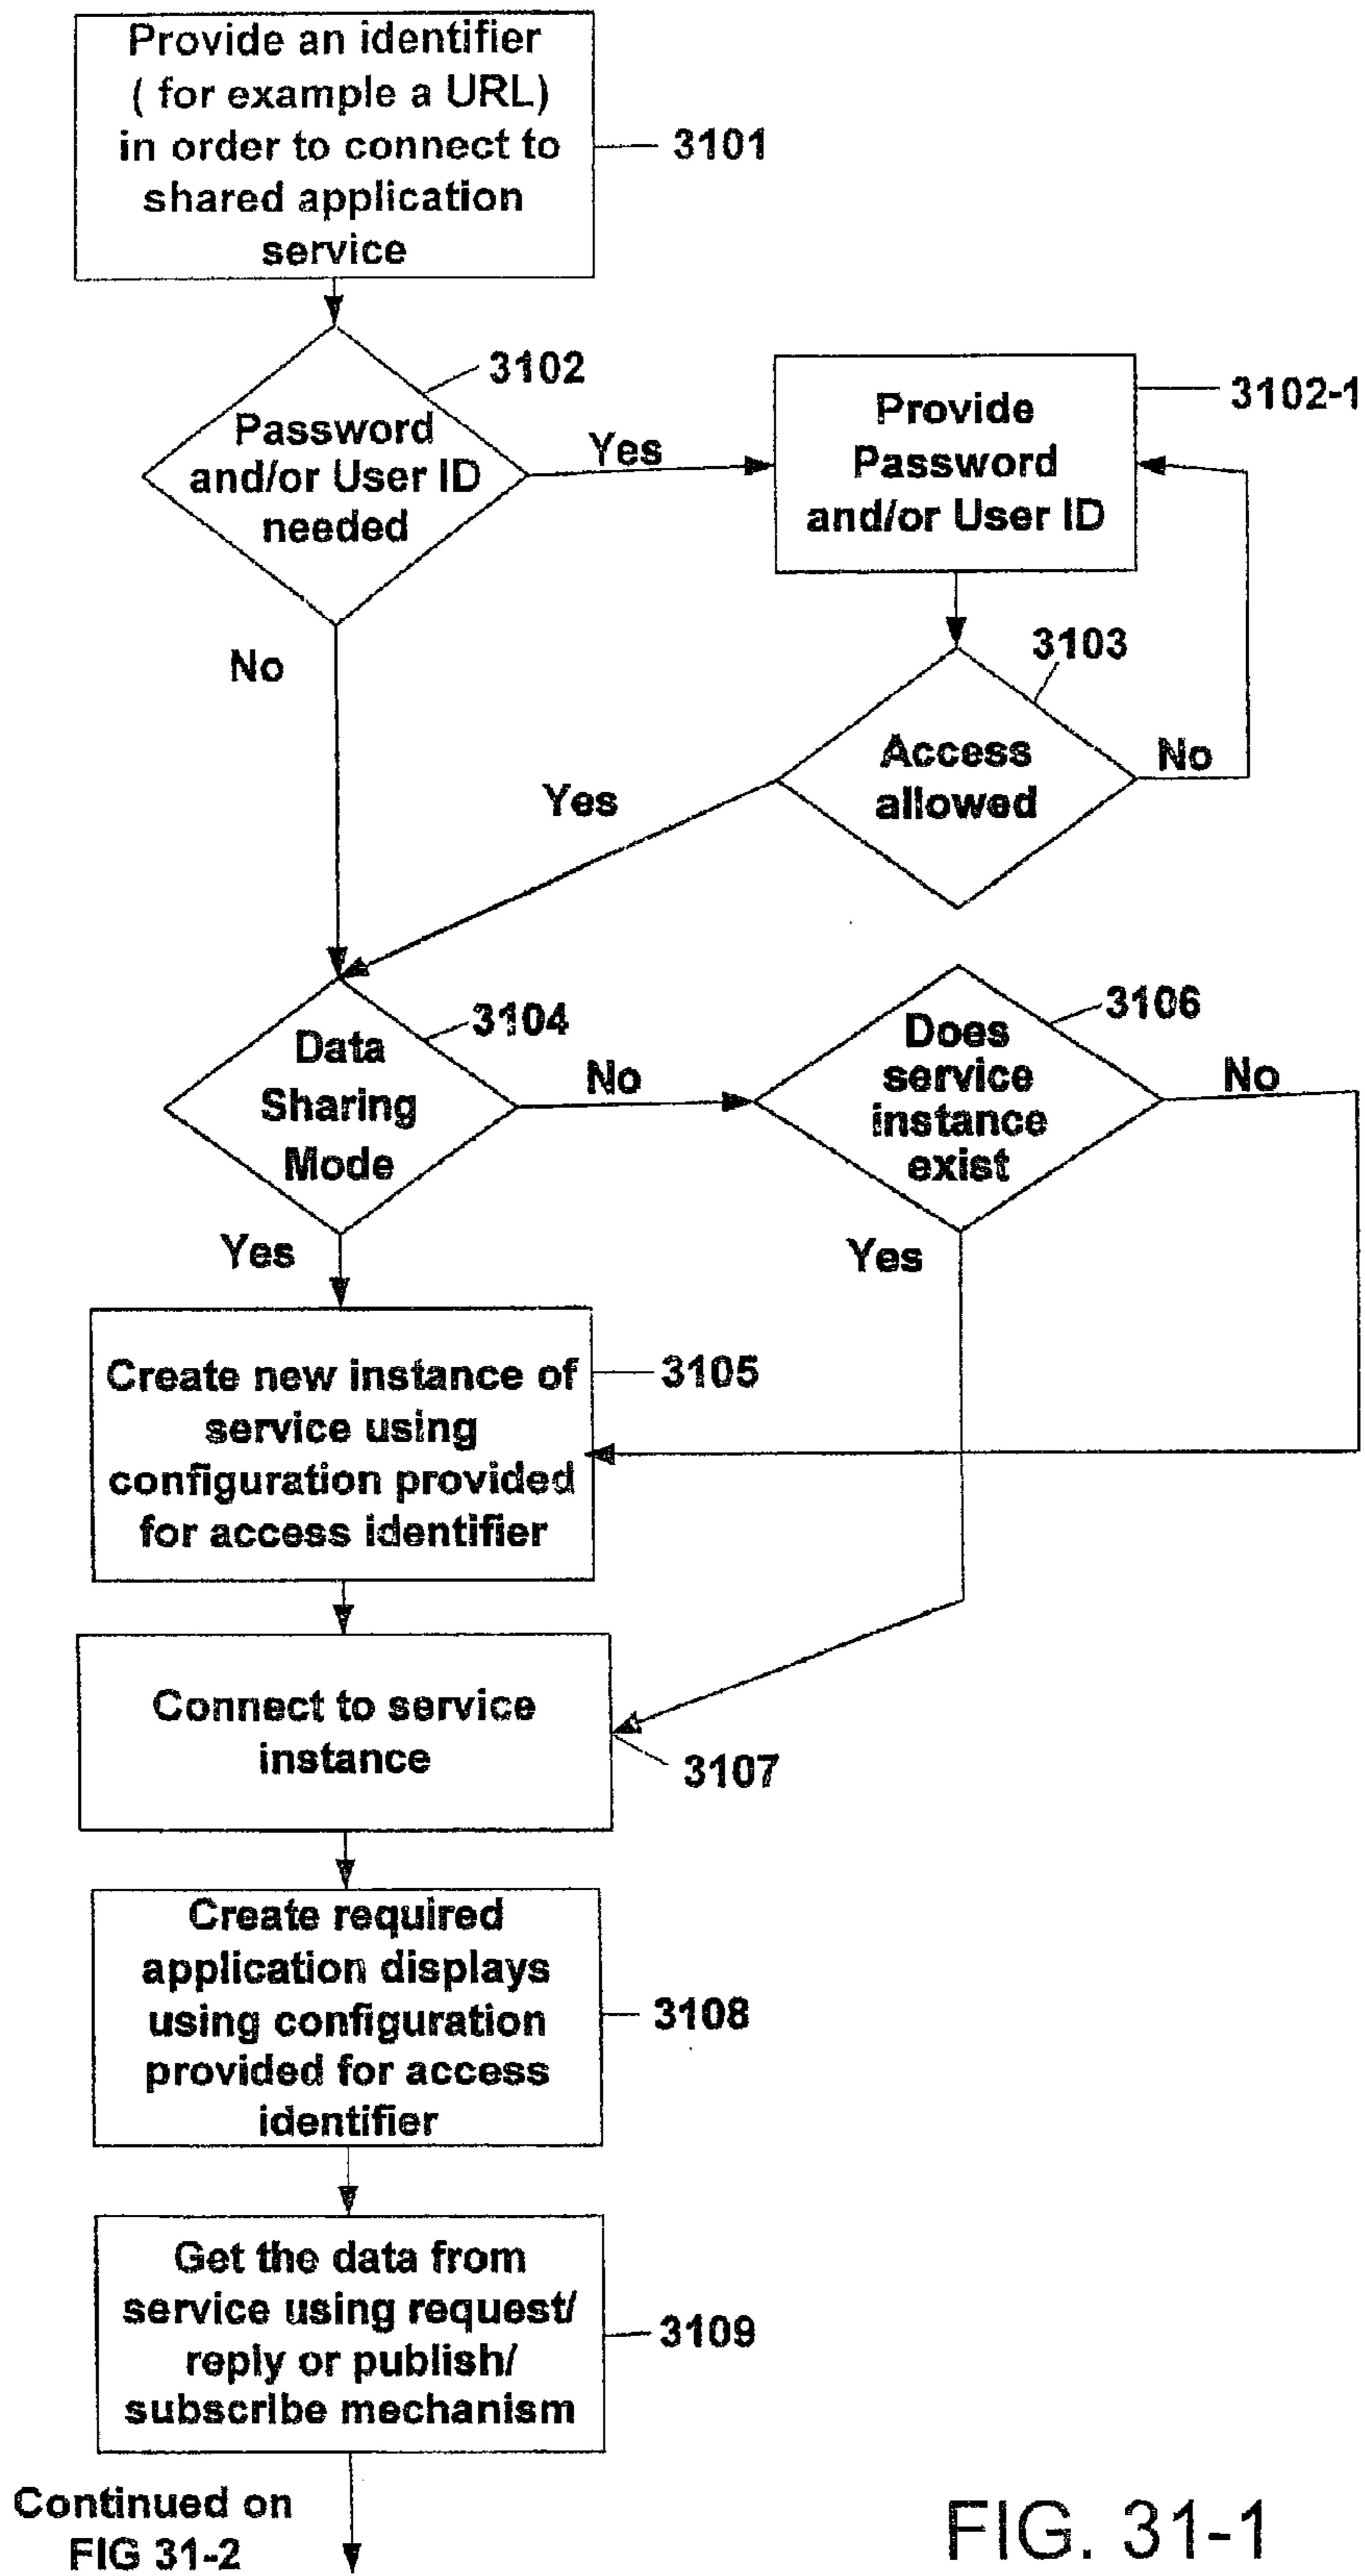 Provide an identifier
( for example a URL)
in order to connect to
shared application
service
3101
3102
Password
and/or User ID
needed
Yes
Provide
Password
and/or User ID
3102-1
No
3103
Access
allowed
No
Yes
3104
Data
Sharing
Mode
No
3106
Does
service
instance
exist
No
Yes
Yes
Create new instance of
service using
configuration provided
for access identifier
3105
Connect to service
instance
3107
Create required
application displays
using configuration
provided for access
identifier
3108
Get the data from
service using request/
reply or publish/
subscribe mechanism
3109
Continued on
FIG 31-2
FIG. 31-1